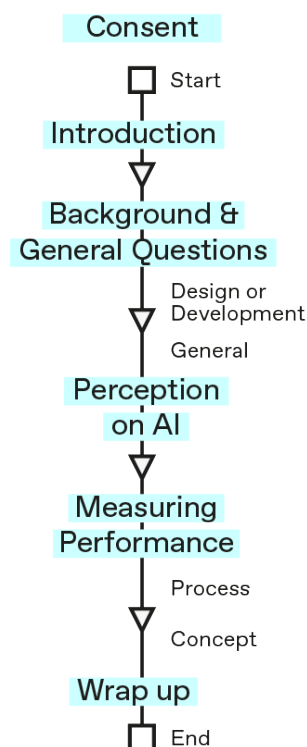 Consent
Start
Introduction
Background &
General Questions
Design or
Development
General
Perception
on AI
Measuring
Performance
Process
Concept
Wrap up
End